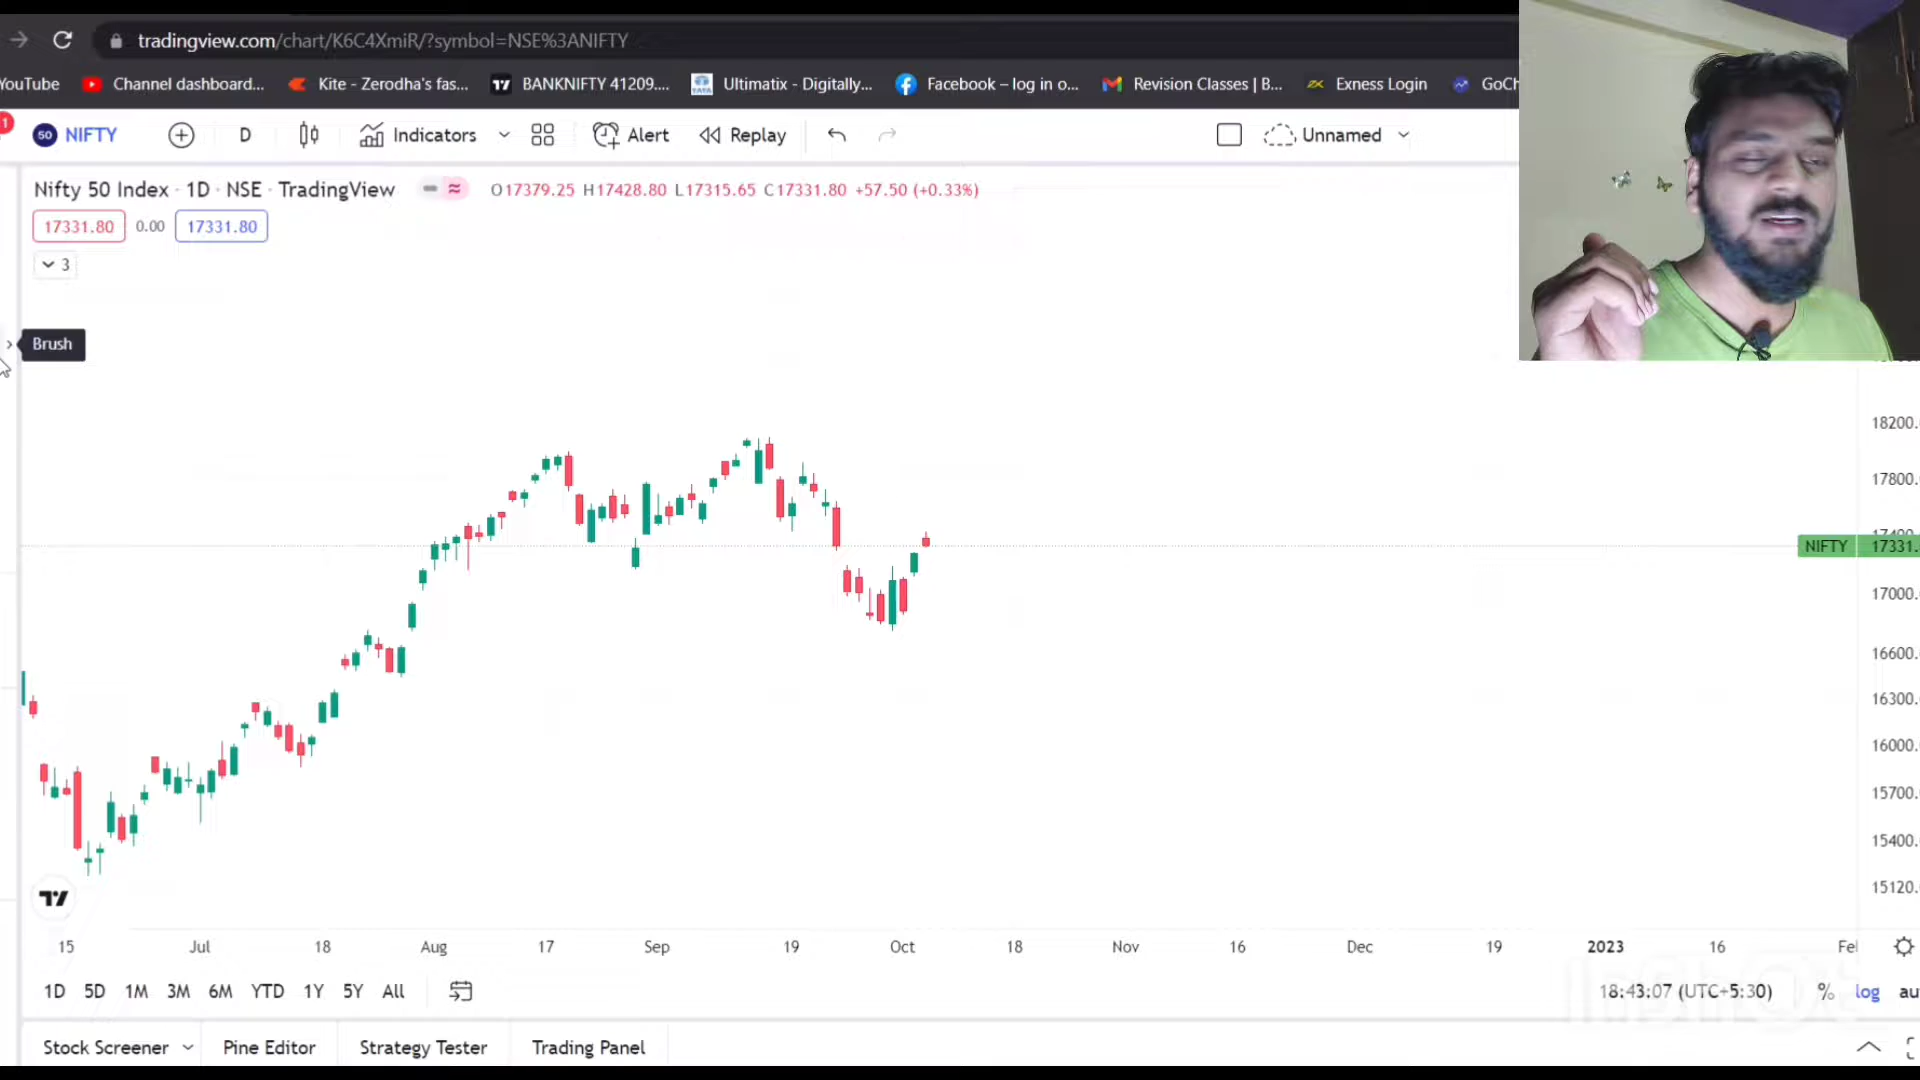 tradingview.com/chart/K6C4XmiR/?symbol=NSE%3ANIFTY
YouTube Channel dashboard... Kite - Zerodha's fas... BANKNIFTY 41209.... Ultimatix - Digitally... Facebook – log in o... Revision Classes | B... Exness Login GoCh
1 50 NIFTY D Indicators Alert Replay Unnamed
Nifty 50 Index · 1D · NSE · TradingView O17379.25 H17428.80 L17315.65 C17331.80 +57.50 (+0.33%)
17331.80 0.00 17331.80
3
Brush
18200.
17800.
17400.
NIFTY 17331.
17000.
16600.
16300.
16000.
15700.
15400.
15120.
15 Jul 18 Aug 17 Sep 19 Oct 18 Nov 16 Dec 19 2023 16 Fel
1D 5D 1M 3M 6M YTD 1Y 5Y All 18:43:07 (UTC+5:30) % log au
Stock Screener Pine Editor Strategy Tester Trading Panel